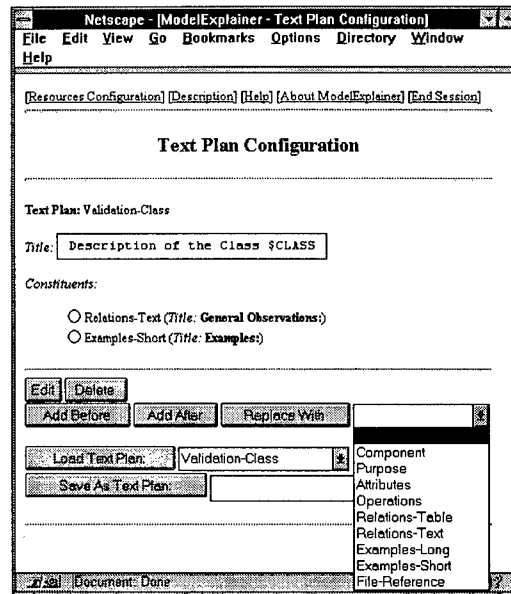 Netscape - [ModelExplainer - Text Plan Configuration]
File Edit View Go Bookmarks Options Directory Window
Help
[Resources Configuration] [Description] [Help] [About ModelExplainer] [End Session]
Text Plan Configuration
Text Plan: Validation-Class
Title: Description of the Class $CLASS
Constituents:
Relations-Text (Title: General Observations:)
Examples-Short (Title: Examples:)
Edit Delete
Add Before Add After Replace With
Load Text Plan: Validation-Class
Save As Text Plan:
Component
Purpose
Attributes
Operations
Relations-Table
Relations-Text
Examples-Long
Examples-Short
File-Reference
Document: Done ?